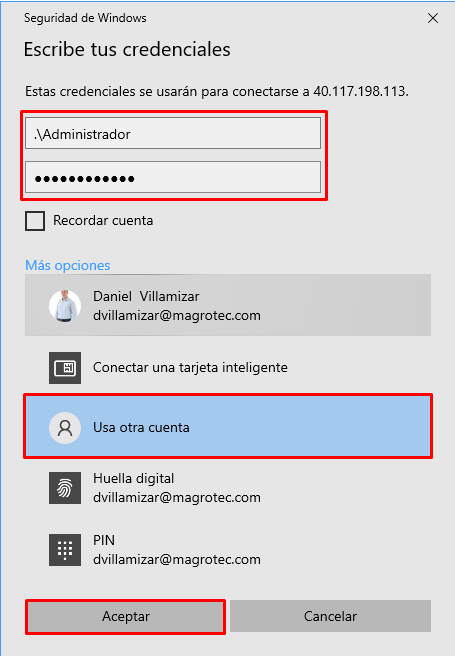 Seguridad de Windows
Escribe tus credenciales
Estas credenciales se usarán para conectarse a 40.117.198.113.
.\Administrador
●●●●●●●●●●●●
Recordar cuenta
Más opciones
Daniel Villamizar
dvillamizar@magrotec.com
Conectar una tarjeta inteligente
Usa otra cuenta
Huella digital
dvillamizar@magrotec.com
PIN
dvillamizar@magrotec.com
Aceptar
Cancelar